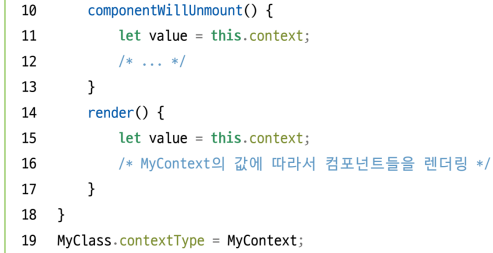 10 componentWillUnmount() {
11 let value = this.context;
12 /* ... */
13 }
14 render() {
15 let value = this.context;
16 /* MyContext의 값에 따라서 컴포넌트들을 렌더링 */
17 }
18 }
19 MyClass.contextType = MyContext;